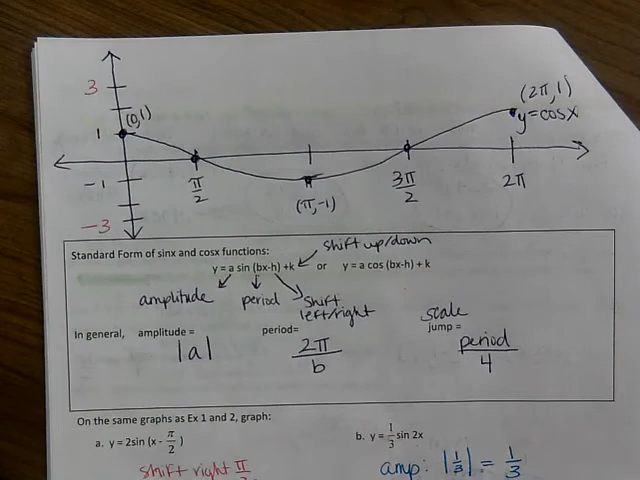 3
(0,1)
1
(2π,1)
y=cosx
-1
π/2
(π,-1)
3π/2
2π
-3
Standard Form of sinx and cosx functions:
shift up/down
y = a sin (bx-h) + k or y = a cos (bx-h) + k
amplitude period shift left/right
In general, amplitude = period= scale jump =
|a| 2π/b period/4
On the same graphs as Ex 1 and 2, graph:
a. y = 2sin (x - π/2) b. y = 1/3 sin 2x
shift right π/2 amp: |1/3| = 1/3